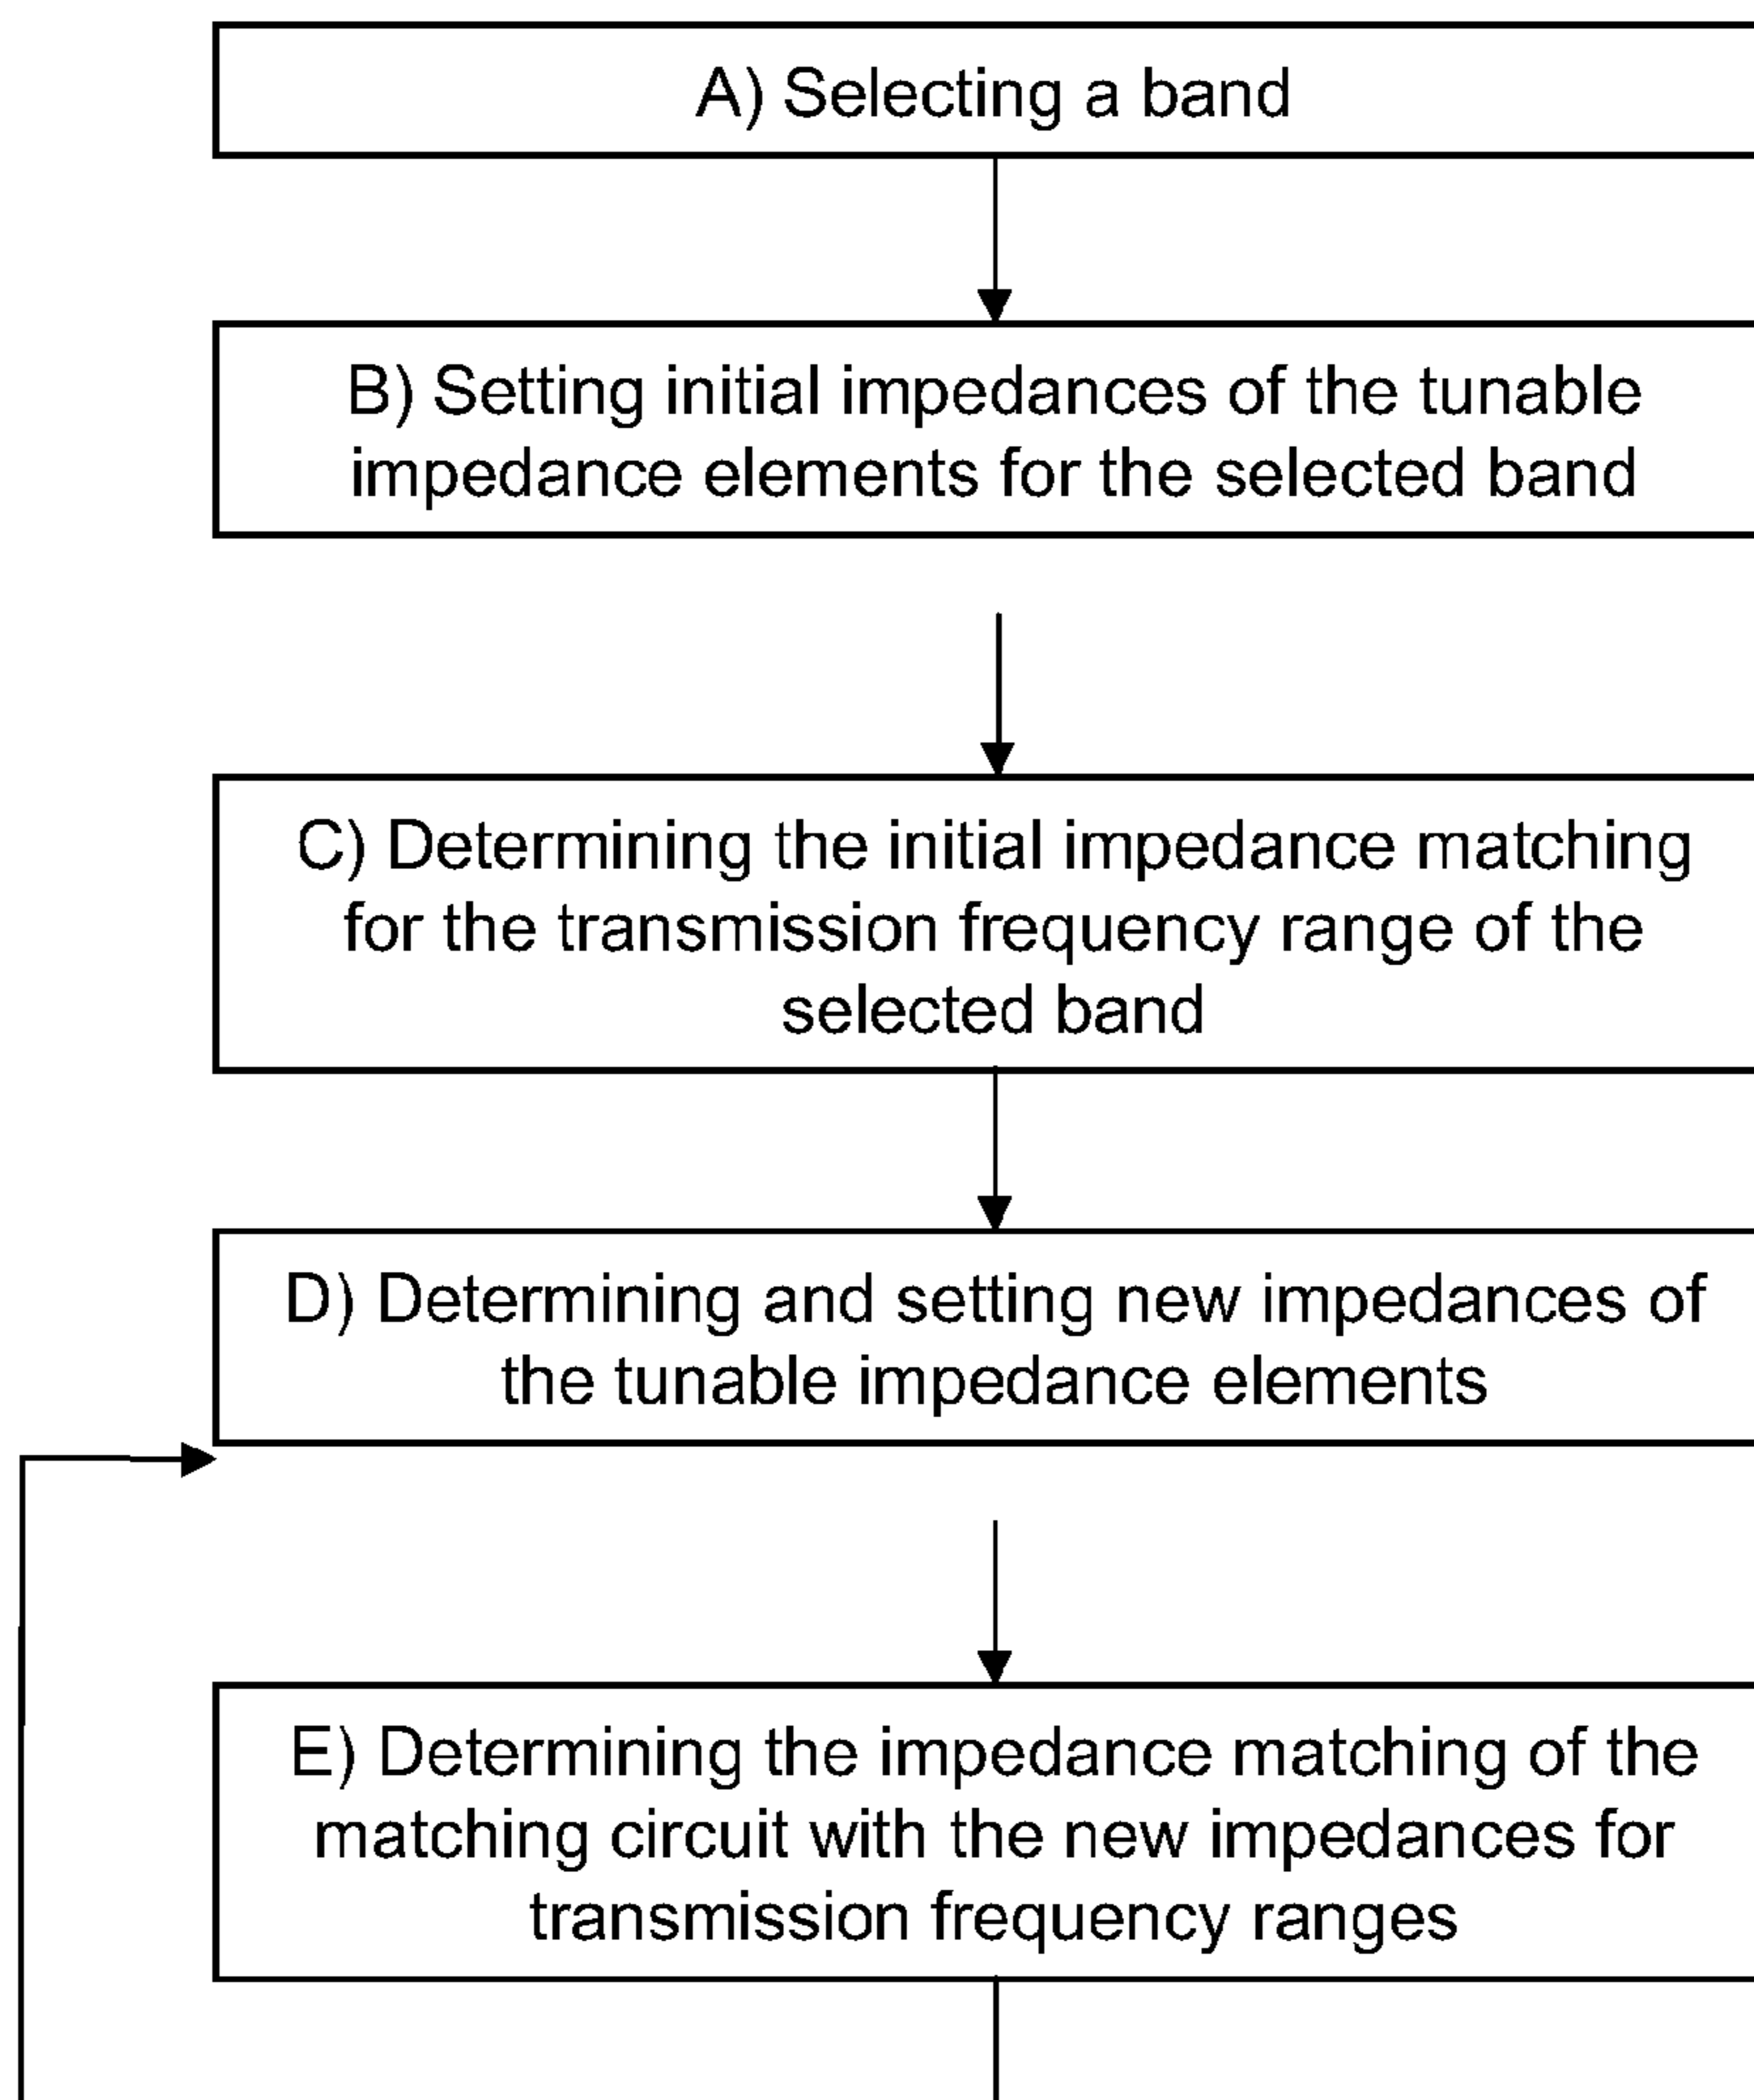 A) Selecting a band
B) Setting initial impedances of the tunable
impedance elements for the selected band
C) Determining the initial impedance matching
for the transmission frequency range of the
selected band
D) Determining and setting new impedances of
the tunable impedance elements
E) Determining the impedance matching of the
matching circuit with the new impedances for
transmission frequency ranges